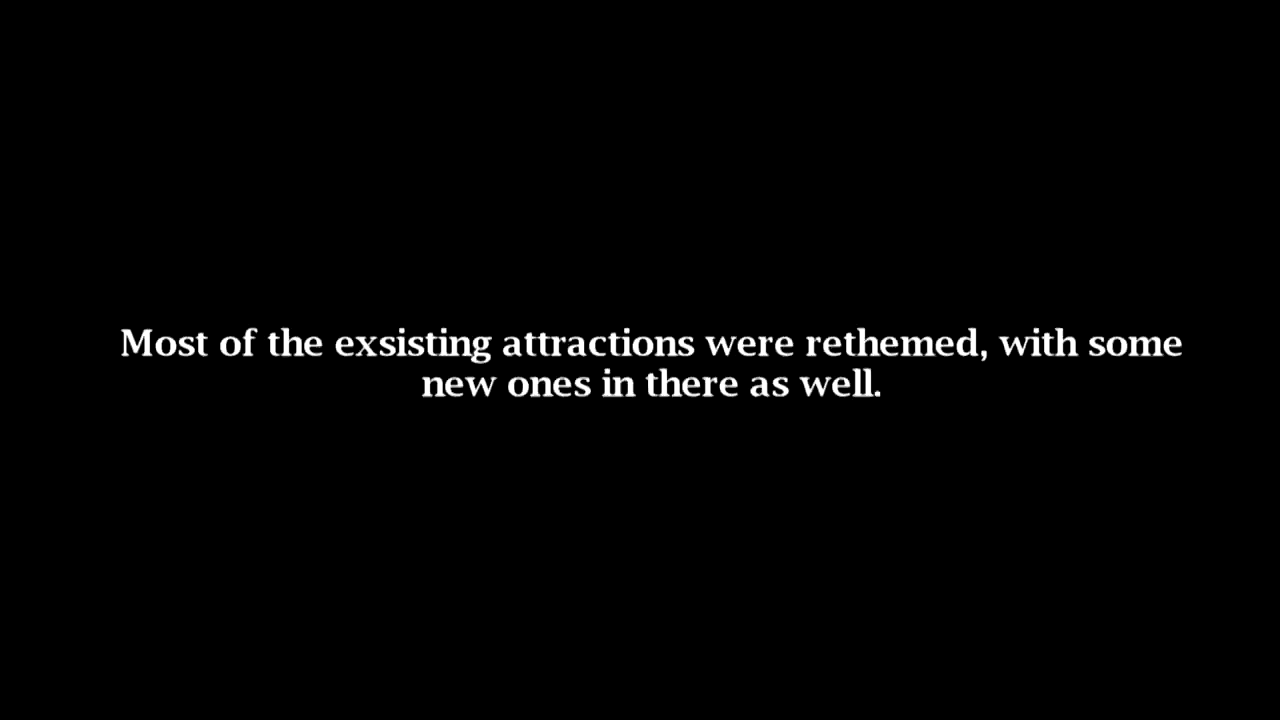 Most of the exsisting attractions were rethemed, with some
new ones in there as well.